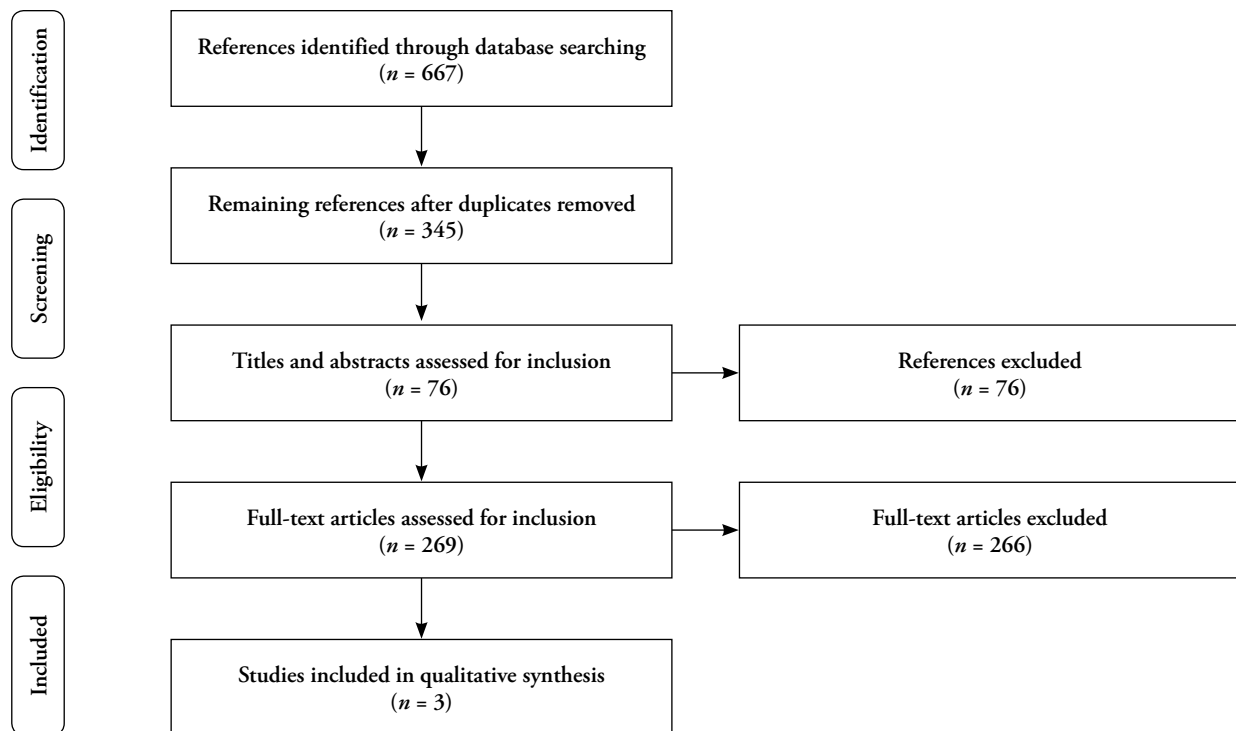 Identification
References identified through database searching
(n = 667)
Screening
Remaining references after duplicates removed
(n = 345)
Titles and abstracts assessed for inclusion
(n = 76)
References excluded
(n = 76)
Eligibility
Full-text articles assessed for inclusion
(n = 269)
Full-text articles excluded
(n = 266)
Included
Studies included in qualitative synthesis
(n = 3)